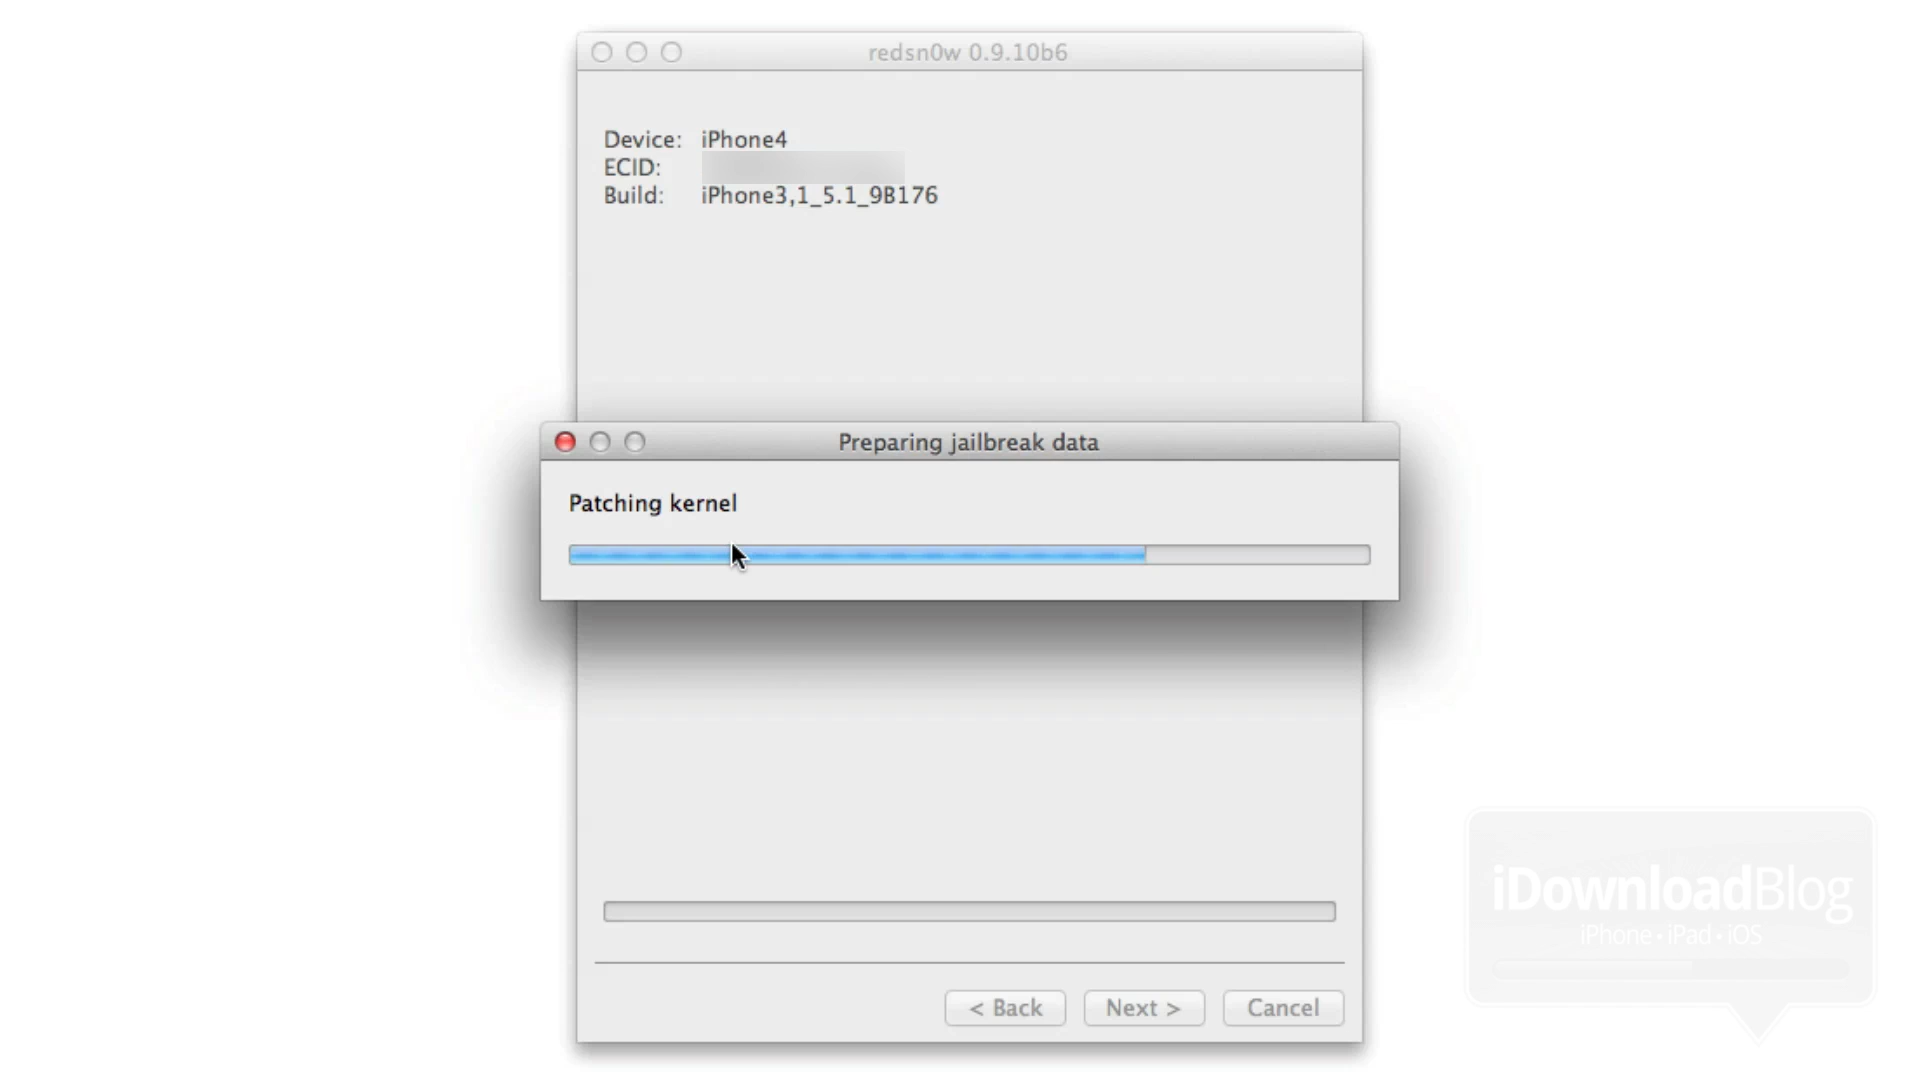 redsn0w 0.9.10b6
Device: iPhone4
ECID:
Build: iPhone3,1_5.1_9B176
Preparing jailbreak data
Patching kernel
< Back Next > Cancel
iDownloadBlog
iPhone • iPad • iOS